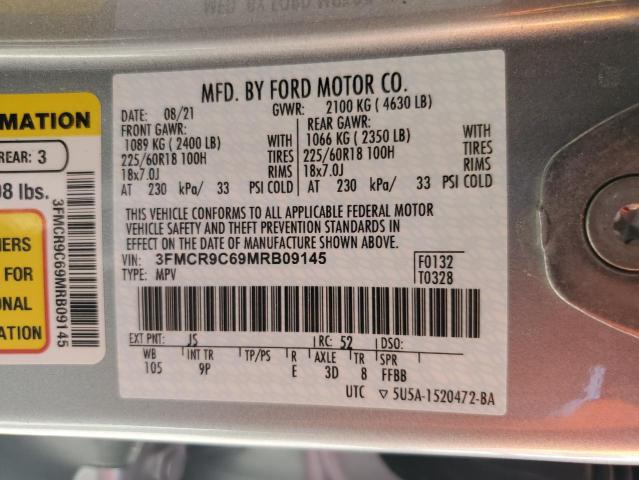 MFD. BY FORD MOTOR CO.
DATE: 08/21 GVWR: 2100 KG ( 4630 LB)
FRONT GAWR: REAR GAWR:
1089 KG ( 2400 LB) WITH 1066 KG ( 2350 LB) WITH
225/60R18 100H TIRES 225/60R18 100H TIRES
18x7.0J RIMS 18x7.0J RIMS
AT 230 kPa/ 33 PSI COLD AT 230 kPa/ 33 PSI COLD
THIS VEHICLE CONFORMS TO ALL APPLICABLE FEDERAL MOTOR
VEHICLE SAFETY AND THEFT PREVENTION STANDARDS IN
EFFECT ON THE DATE OF MANUFACTURE SHOWN ABOVE.
VIN: 3FMCR9C69MRB09145 F0132
TYPE: MPV T0328
EXT PNT: JS RC: 52 DSO:
WB INT TR TP/PS R AXLE TR SPR
105 9P E 3D 8 FFBB
UTC ▽ 5U5A-1520472-BA
MATION
REAR: 3
08 lbs.
3FMCR9C69MRB09145
FOR
ONAL
ATION